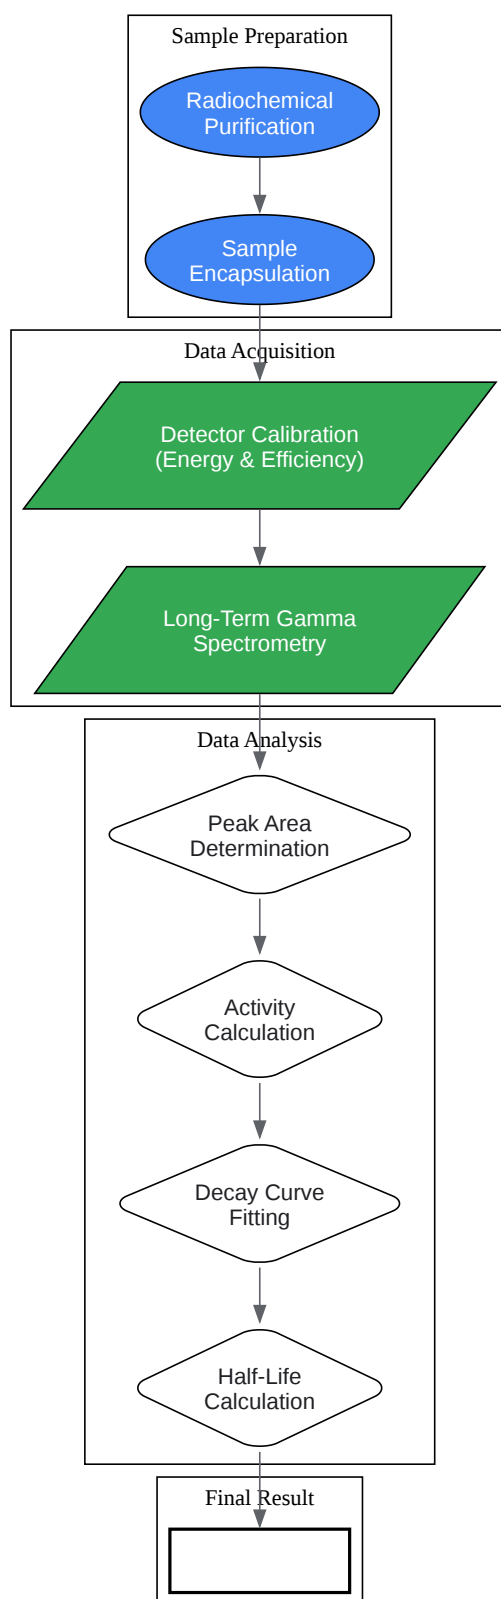 Sample Preparation
Radiochemical
Purification
Sample
Encapsulation
Data Acquisition
Detector Calibration
(Energy & Efficiency)
Long-Term Gamma
Spectrometry
Data Analysis
Peak Area
Determination
Activity
Calculation
Decay Curve
Fitting
Half-Life
Calculation
Final Result